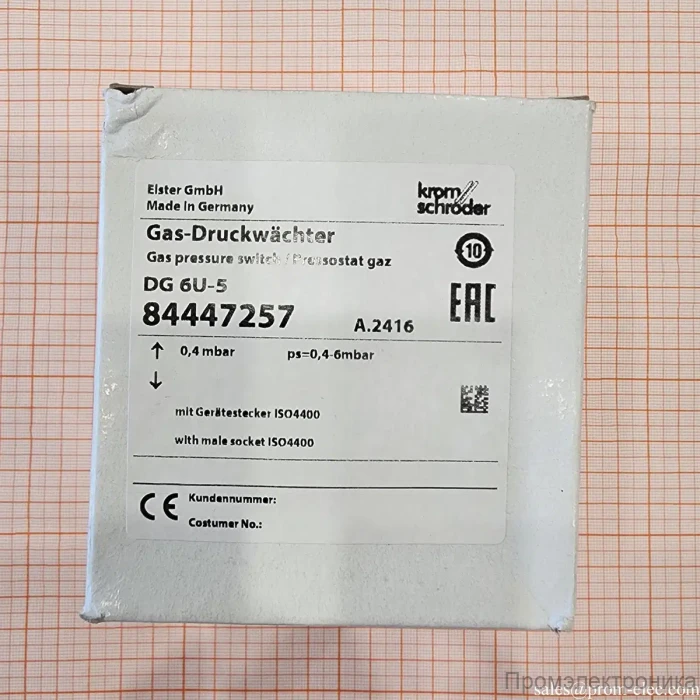 Elster GmbH
Made in Germany
krom
schroder
Gas-Druckwächter
Gas pressure switch / Pressostat gaz
10
DG 6U-5
84447257
A.2416
EAC
↑ 0,4 mbar ps=0,4-6mbar
↓
mit Gerätestecker ISO4400
with male socket ISO4400
CE
Kundennummer:
Costumer No.:
Промэлектроника
sales@prom-elec.com